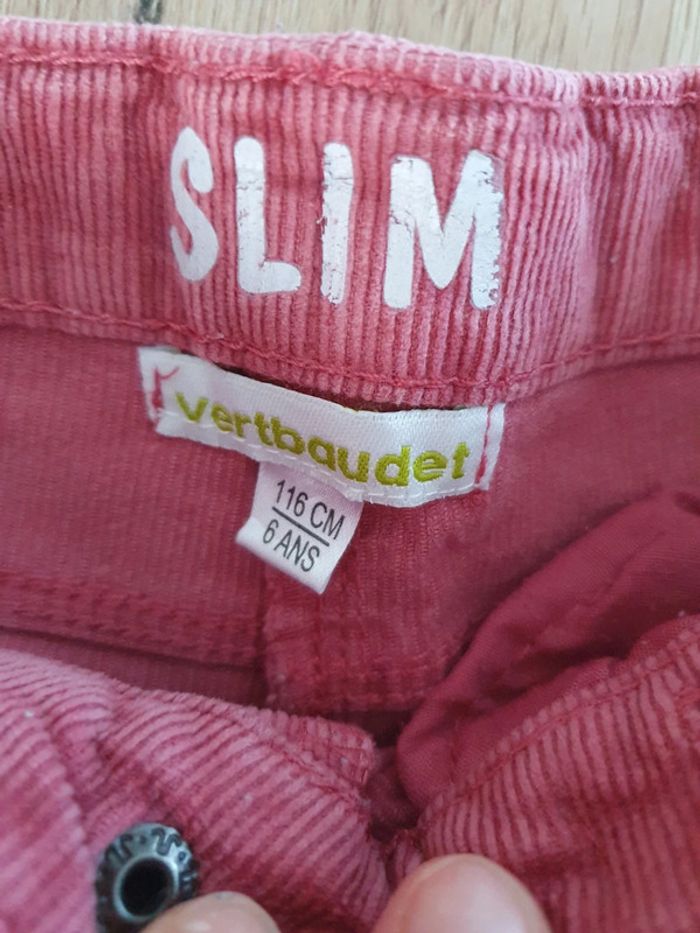 SLIM
vertbaudet
116 CM
6 ANS